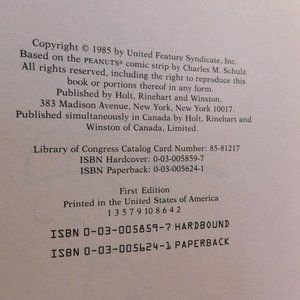 Copyright © 1985 by United Feature Syndicate, Inc.
Based on the PEANUTS® comic strip by Charles M. Schulz
All rights reserved, including the right to reproduce this
book or portions thereof in any form.
Published by Holt, Rinehart and Winston,
383 Madison Avenue, New York, New York 10017.
Published simultaneously in Canada by Holt, Rinehart and
Winston of Canada, Limited.
Library of Congress Catalog Card Number: 85-81217
ISBN Hardcover: 0-03-005859-7
ISBN Paperback: 0-03-005624-1
First Edition
Printed in the United States of America
1 3 5 7 9 10 8 6 4 2
ISBN 0-03-005859-7 HARDBOUND
ISBN 0-03-005624-1 PAPERBACK